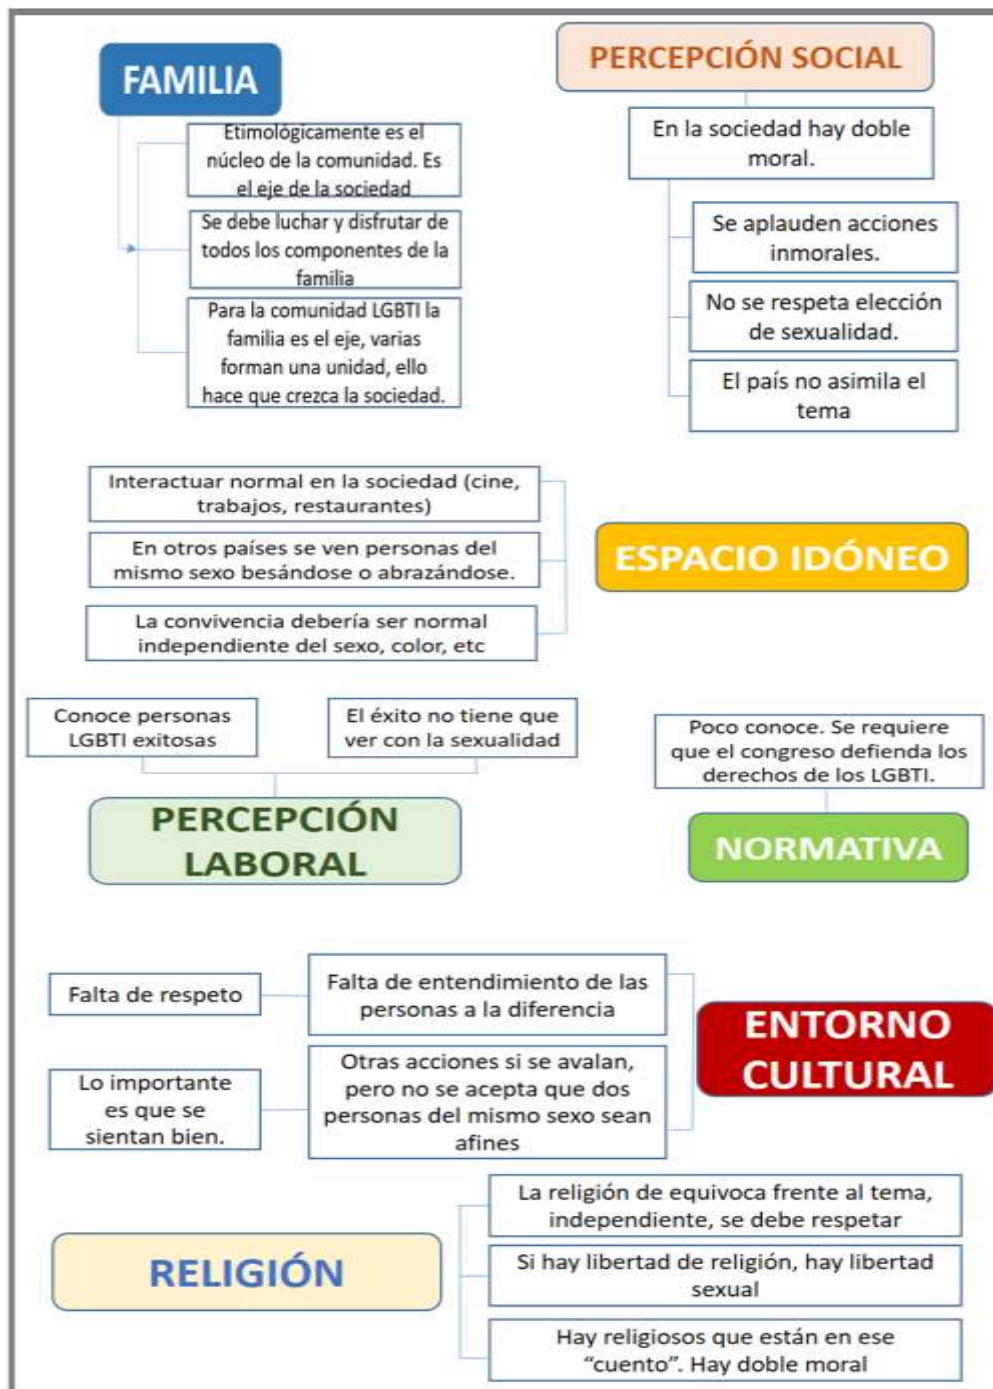 FAMILIA
Etimológicamente es el
núcleo de la comunidad. Es
el eje de la sociedad
Se debe luchar y disfrutar de
todos los componentes de la
familia
Para la comunidad LGBTI la
familia es el eje, varias
forman una unidad, ello
hace que crezca la sociedad.
PERCEPCIÓN SOCIAL
En la sociedad hay doble
moral.
Se aplauden acciones
inmorales.
No se respeta elección
de sexualidad.
El país no asimila el
tema
Interactuar normal en la sociedad (cine,
trabajos, restaurantes)
En otros países se ven personas del
mismo sexo besándose o abrazándose.
La convivencia debería ser normal
independiente del sexo, color, etc
ESPACIO IDÓNEO
Conoce personas
LGBTI exitosas
El éxito no tiene que
ver con la sexualidad
PERCEPCIÓN
LABORAL
Poco conoce. Se requiere
que el congreso defienda los
derechos de los LGBTI.
NORMATIVA
Falta de respeto
Falta de entendimiento de las
personas a la diferencia
Lo importante
es que se
sientan bien.
Otras acciones si se avalan,
pero no se acepta que dos
personas del mismo sexo sean
afines
ENTORNO
CULTURAL
RELIGIÓN
La religión de equivoca frente al tema,
independiente, se debe respetar
Si hay libertad de religión, hay libertad
sexual
Hay religiosos que están en ese
“cuento”. Hay doble moral